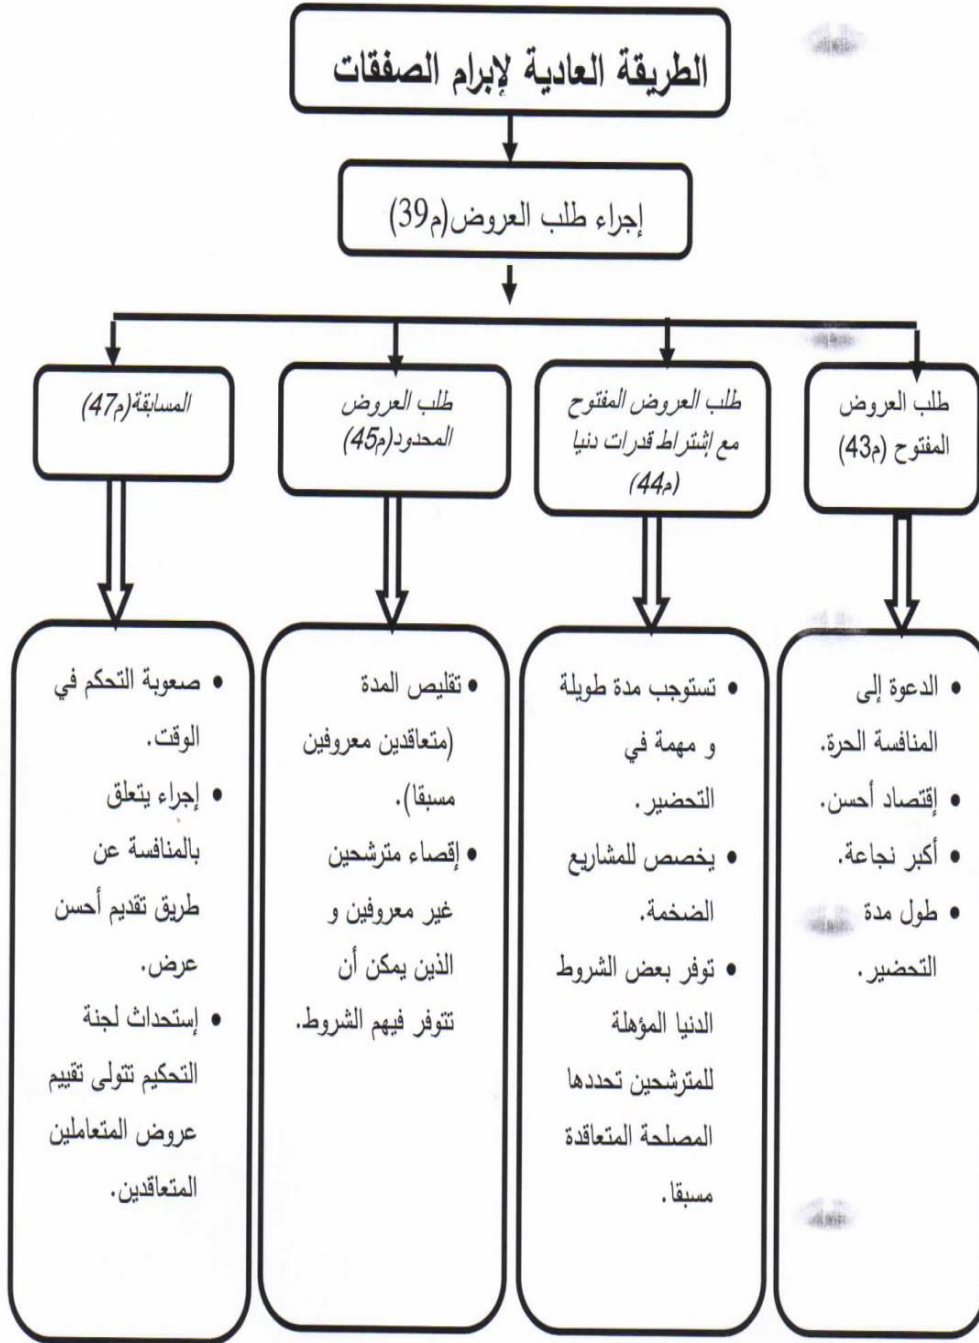 الطريقة العادية لإبرام الصفقات
إجراء طلب العروض(م39)
طلب العروض
المفتوح (م43)
طلب العروض المفتوح
مع إشتراط قدرات دنيا
(م44)
طلب العروض
المحدود(م45)
المسابقة(م47)
• الدعوة إلى
المنافسة الحرة.
• إقتصاد أحسن.
• أكبر نجاعة.
• طول مدة
التحضير.
• تستوجب مدة طويلة
و مهمة في
التحضير.
• يخصص للمشاريع
الضخمة.
• توفر بعض الشروط
الدنيا المؤهلة
للمترشحين تحددها
المصلحة المتعاقدة
مسبقا.
• تقليص المدة
(متعاقدين معروفين
مسبقا).
• إقصاء مترشحين
غير معروفين و
الذين يمكن أن
تتوفر فيهم الشروط.
• صعوبة التحكم في
الوقت.
• إجراء يتعلق
بالمنافسة عن
طريق تقديم أحسن
عرض.
• إستحداث لجنة
التحكيم تتولى تقييم
عروض المتعاملين
المتعاقدين.